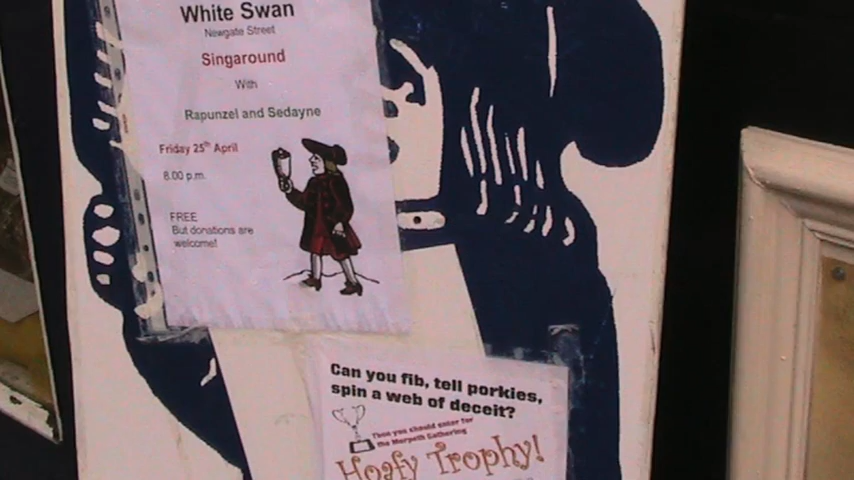 White Swan
Newgate Street
Singaround
With
Rapunzel and Sedayne
Friday 25th April
8.00 p.m.
FREE
But donations are
welcome!
Can you fib, tell porkies,
spin a web of deceit?
Then you should enter for
the Morpeth Gathering
Hoafy Trophy!